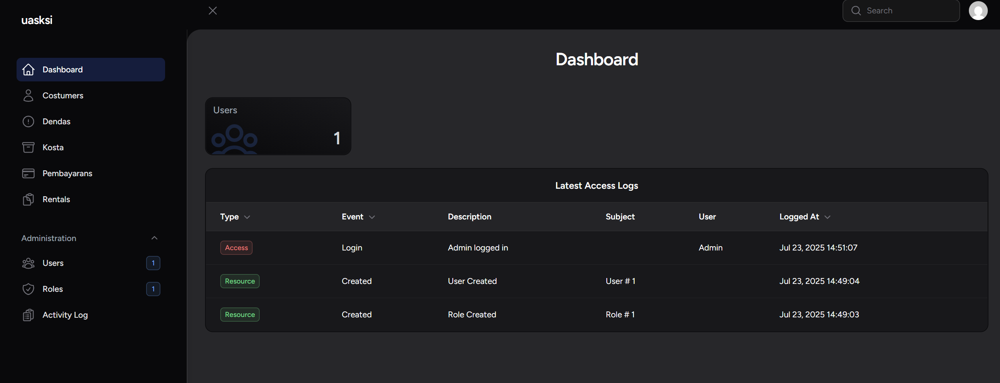 uasksi
Search
Dashboard
Costumers
Dendas
Kosta
Pembayarans
Rentals
Administration
Users 1
Roles 1
Activity Log
Dashboard
Users
1
Latest Access Logs
Type Event Description Subject User Logged At
Access Login Admin logged in Admin Jul 23, 2025 14:51:07
Resource Created User Created User # 1 Jul 23, 2025 14:49:04
Resource Created Role Created Role # 1 Jul 23, 2025 14:49:03